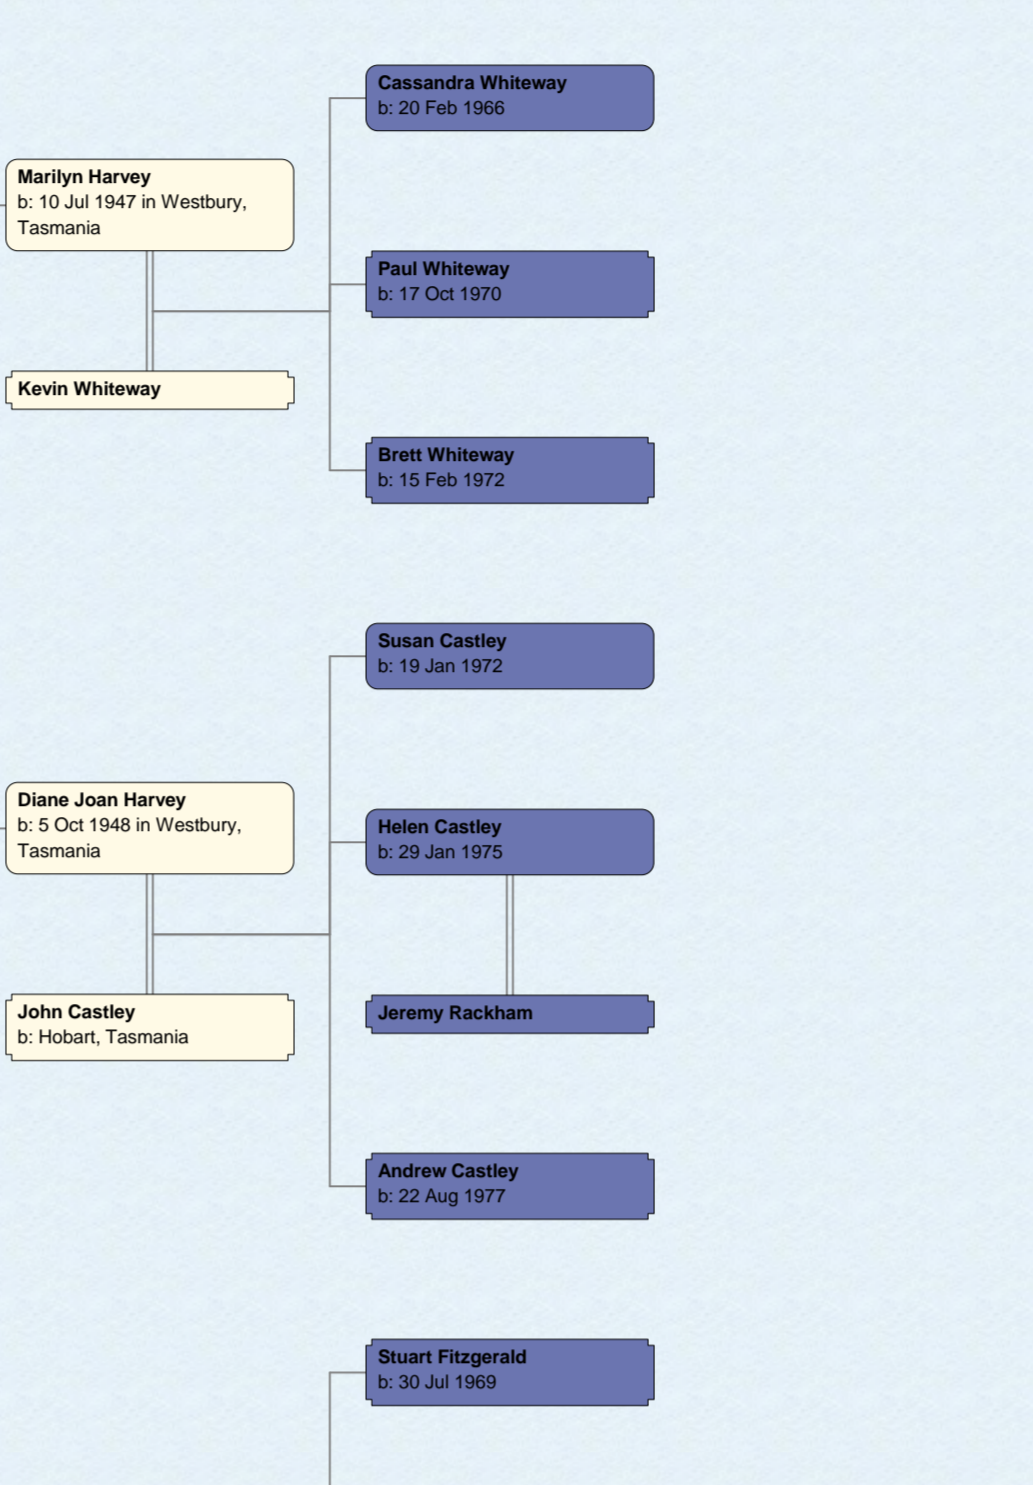 Cassandra Whiteway
b: 20 Feb 1966
Marilyn Harvey
b: 10 Jul 1947 in Westbury,
Tasmania
Paul Whiteway
b: 17 Oct 1970
Kevin Whiteway
Brett Whiteway
b: 15 Feb 1972
Susan Castley
b: 19 Jan 1972
Diane Joan Harvey
b: 5 Oct 1948 in Westbury,
Tasmania
Helen Castley
b: 29 Jan 1975
John Castley
b: Hobart, Tasmania
Jeremy Rackham
Andrew Castley
b: 22 Aug 1977
Stuart Fitzgerald
b: 30 Jul 1969